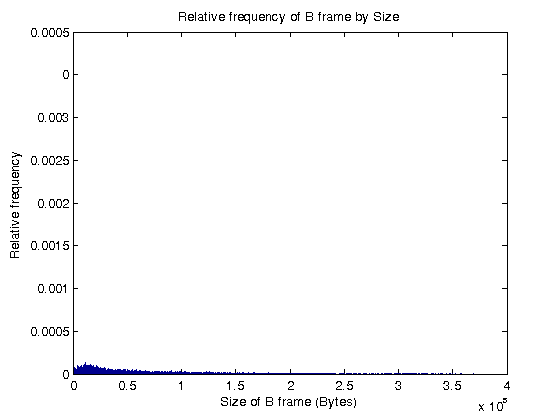 Relative frequency of B frame by Size
0.0005
0
0.003
0.0025
0.002
0.0015
0.001
0.0005
0
Relative frequency
0 0.5 1 1.5 2 2.5 3 3.5 4
Size of B frame (Bytes)
x 10^5